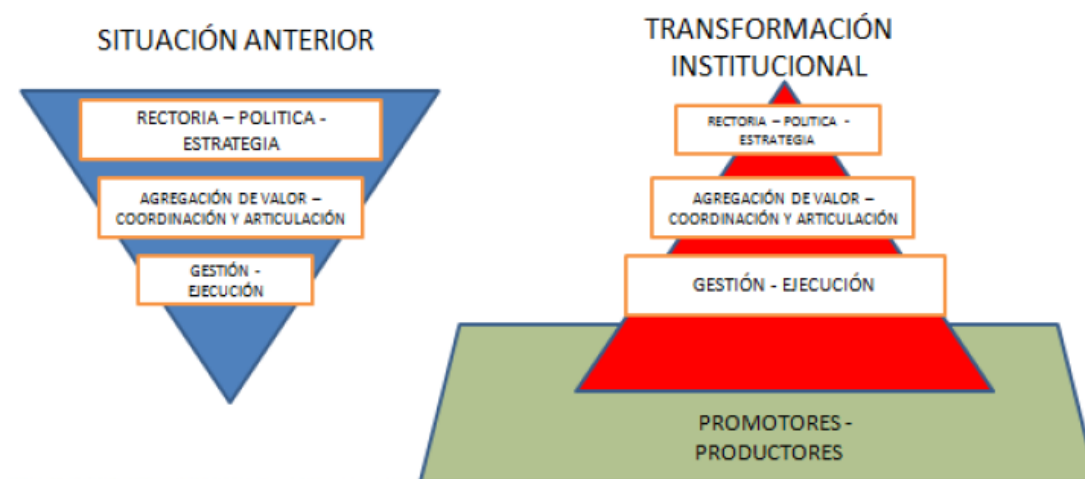 SITUACIÓN ANTERIOR
RECTORIA – POLITICA -
ESTRATEGIA
AGREGACIÓN DE VALOR –
COORDINACIÓN Y ARTICULACIÓN
GESTIÓN -
EJECUCIÓN
TRANSFORMACIÓN
INSTITUCIONAL
RECTORIA – POLITICA -
ESTRATEGIA
AGREGACIÓN DE VALOR –
COORDINACIÓN Y ARTICULACIÓN
GESTIÓN - EJECUCIÓN
PROMOTORES -
PRODUCTORES